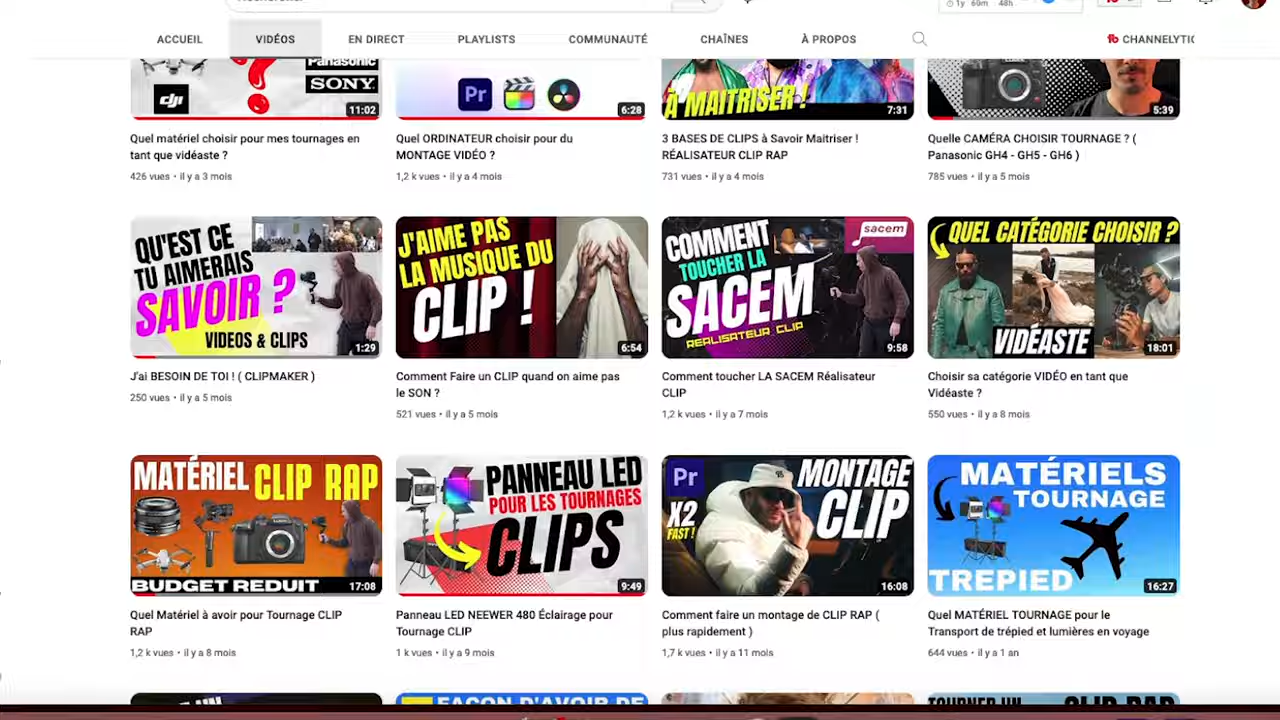 1y 60m 48h
ACCUEIL VIDÉOS EN DIRECT PLAYLISTS COMMUNAUTÉ CHAÎNES À PROPOS
CHANNELYTIC
Panasonic
SONY
dji
11:02
Pr
6:28
À MAITRISER !
7:31
5:39
Quel matériel choisir pour mes tournages en
tant que vidéaste ?
426 vues • il y a 3 mois
Quel ORDINATEUR choisir pour du
MONTAGE VIDÉO ?
1,2 k vues • il y a 4 mois
3 BASES DE CLIPS à Savoir Maitriser !
RÉALISATEUR CLIP RAP
731 vues • il y a 4 mois
Quelle CAMÉRA CHOISIR TOURNAGE ? (
Panasonic GH4 - GH5 - GH6 )
785 vues • il y a 5 mois
QU'EST CE
TU AIMERAIS
SAVOIR ?
VIDEOS & CLIPS
1:29
J'AIME PAS
LA MUSIQUE DU
CLIP !
6:54
COMMENT
TOUCHER LA
SACEM
REALISATEUR CLIP
sacem
9:58
QUEL CATÉGORIE CHOISIR ?
VIDÉASTE
18:01
J'ai BESOIN DE TOI ! ( CLIPMAKER )
250 vues • il y a 5 mois
Comment Faire un CLIP quand on aime pas
le SON ?
521 vues • il y a 5 mois
Comment toucher LA SACEM Réalisateur
CLIP
1,2 k vues • il y a 7 mois
Choisir sa catégorie VIDÉO en tant que
Vidéaste ?
550 vues • il y a 8 mois
MATÉRIEL CLIP RAP
BUDGET REDUIT
17:08
PANNEAU LED
POUR LES TOURNAGES
CLIPS
9:49
Pr
MONTAGE
CLIP
X2
FAST !
16:08
MATÉRIELS
TOURNAGE
TREPIED
16:27
Quel Matériel à avoir pour Tournage CLIP
RAP
1,2 k vues • il y a 8 mois
Panneau LED NEEWER 480 Éclairage pour
Tournage CLIP
1 k vues • il y a 9 mois
Comment faire un montage de CLIP RAP (
plus rapidement )
1,7 k vues • il y a 11 mois
Quel MATÉRIEL TOURNAGE pour le
Transport de trépied et lumières en voyage
644 vues • il y a 1 an
FAÇON D'AVOIR DE
TOURNER UN CLIP RAP